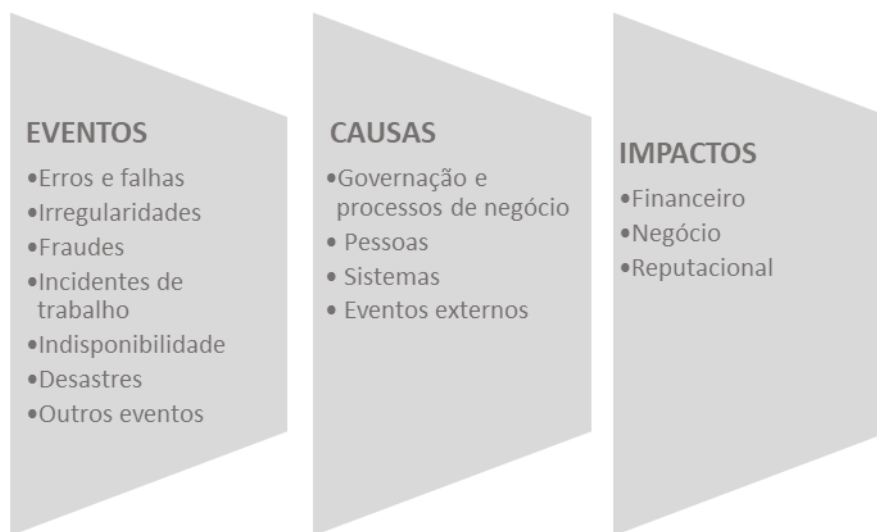 EVENTOS
•Erros e falhas
•Irregularidades
•Fraudes
•Incidentes de
trabalho
•Indisponibilidade
•Desastres
•Outros eventos
CAUSAS
•Governação e
processos de negócio
• Pessoas
• Sistemas
• Eventos externos
IMPACTOS
•Financeiro
•Negócio
•Reputacional